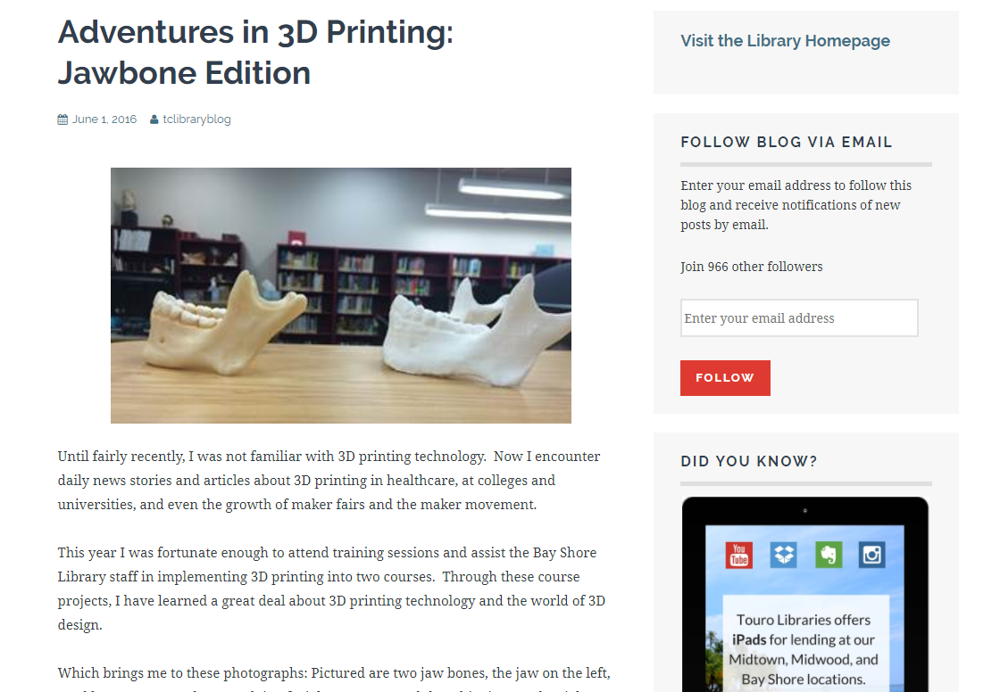 Adventures in 3D Printing:
Jawbone Edition
June 1, 2016 tclibraryblog
Until fairly recently, I was not familiar with 3D printing technology.  Now I encounter
daily news stories and articles about 3D printing in healthcare, at colleges and
universities, and even the growth of maker fairs and the maker movement.
This year I was fortunate enough to attend training sessions and assist the Bay Shore
Library staff in implementing 3D printing into two courses.  Through these course
projects, I have learned a great deal about 3D printing technology and the world of 3D
design.
Which brings me to these photographs: Pictured are two jaw bones, the jaw on the left,
Visit the Library Homepage
FOLLOW BLOG VIA EMAIL
Enter your email address to follow this
blog and receive notifications of new
posts by email.
Join 966 other followers
Enter your email address
FOLLOW
DID YOU KNOW?
You
Tube
Touro Libraries offers
iPads for lending at our
Midtown, Midwood, and
Bay Shore locations.